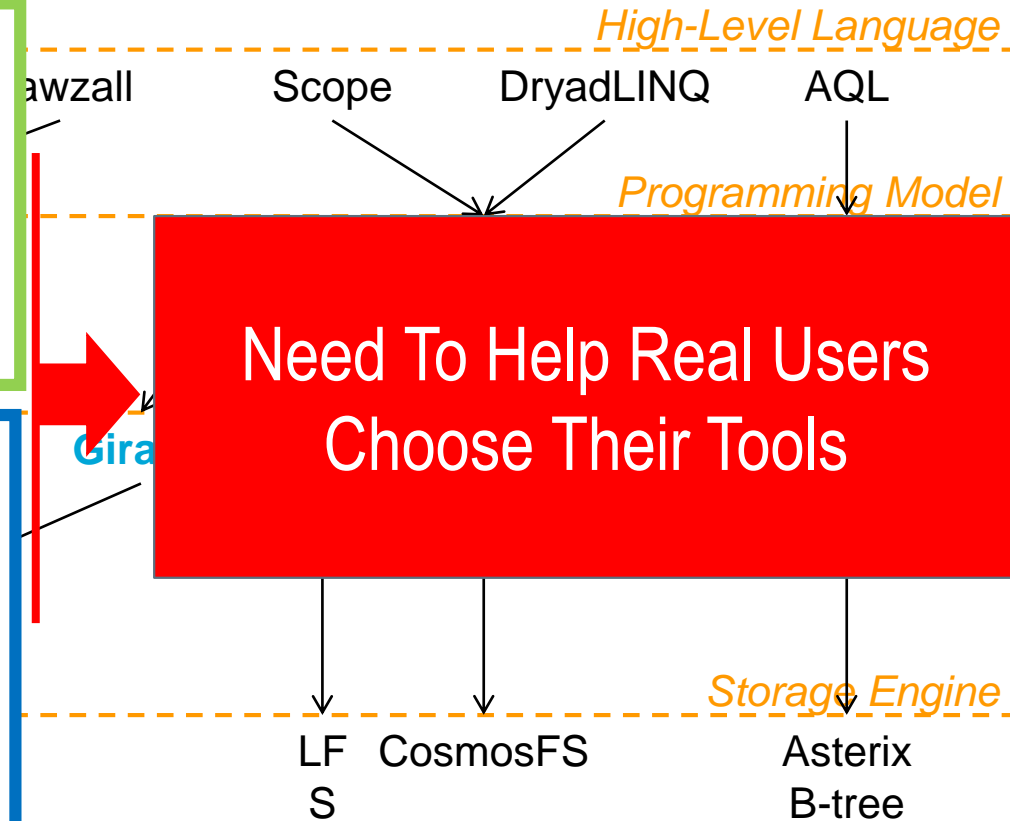 High-Level Language
awzall Scope DryadLINQ AQL
Programming Model
Need To Help Real Users
Choose Their Tools
Gira
Storage Engine
LF CosmosFS Asterix
S B-tree